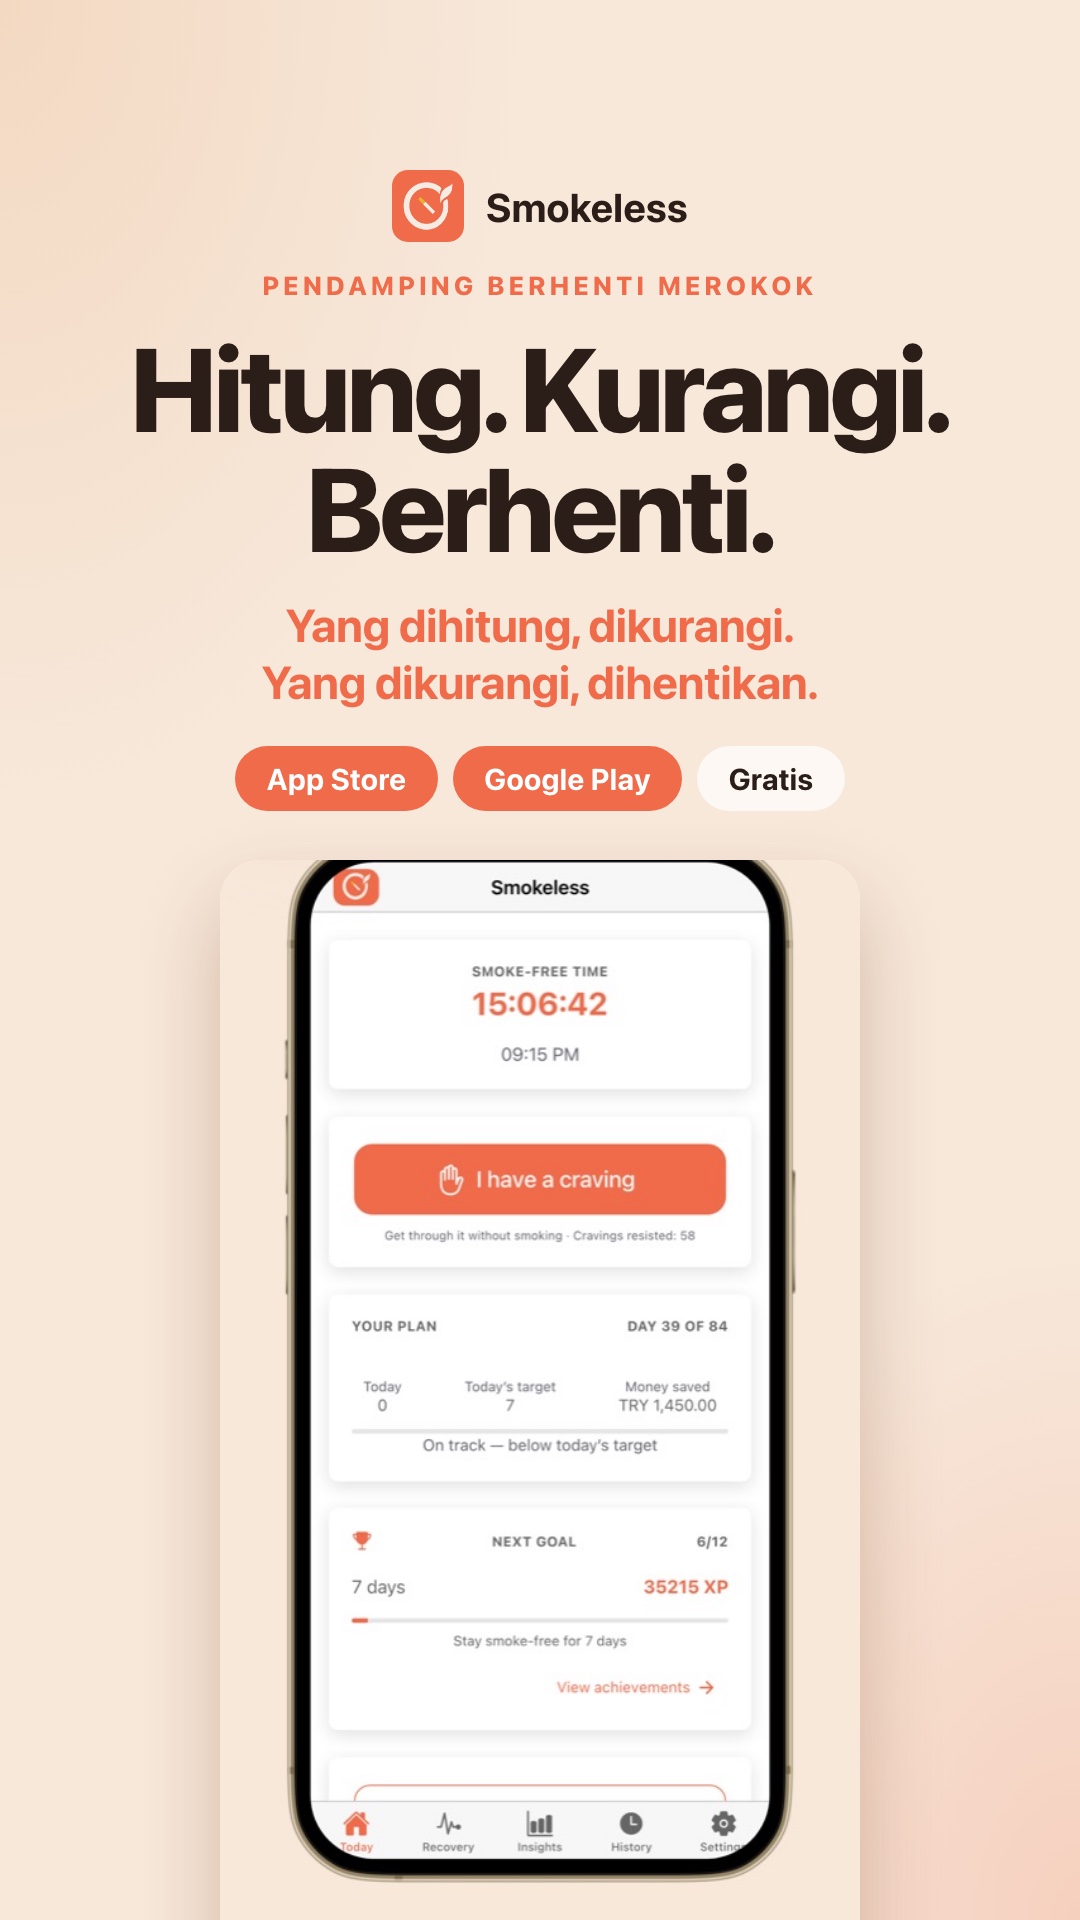 Smokeless
PENDAMPING BERHENTI MEROKOK
Hitung. Kurangi.
Berhenti.
Yang dihitung, dikurangi.
Yang dikurangi, dihentikan.
App Store
Google Play
Gratis
Smokeless
SMOKE-FREE TIME
15:06:42
09:15 PM
I have a craving
Get through it without smoking · Cravings resisted: 58
YOUR PLAN
DAY 39 OF 84
Today
Today's target
Money saved
0
7
TRY 1,450.00
On track — below today's target
NEXT GOAL
6/12
7 days
35215 XP
Stay smoke-free for 7 days
View achievements →
Today
Recovery
Insights
History
Settings